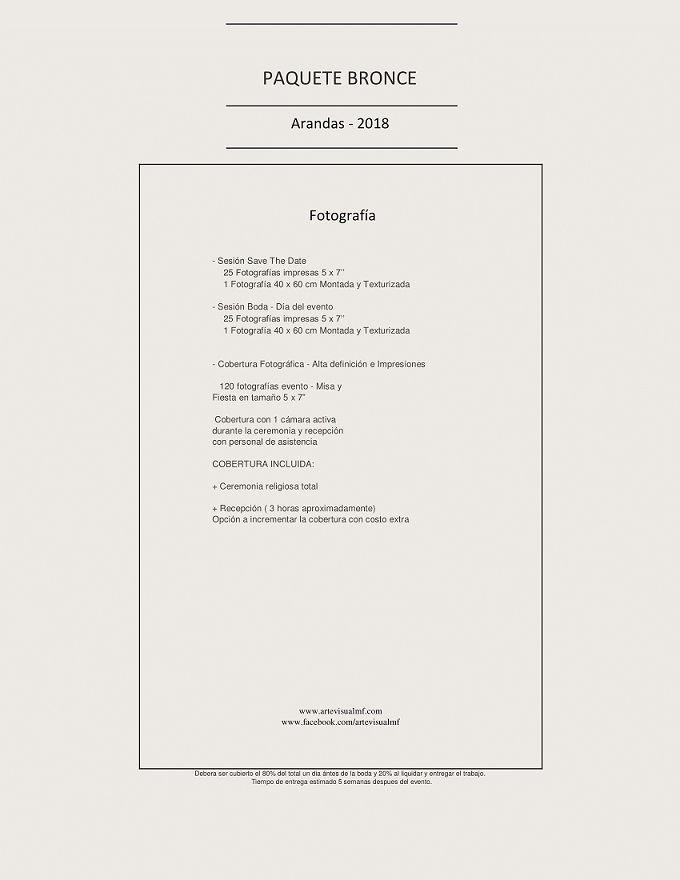 PAQUETE BRONCE
Arandas - 2018
Fotografía
- Sesión Save The Date
25 Fotografías impresas 5 x 7"
1 Fotografía 40 x 60 cm Montada y Texturizada
- Sesión Boda - Día del evento
25 Fotografías impresas 5 x 7"
1 Fotografía 40 x 60 cm Montada y Texturizada
- Cobertura Fotográfica - Alta definición e Impresiones
120 fotografías evento - Misa y
Fiesta en tamaño 5 x 7"
Cobertura con 1 cámara activa
durante la ceremonia y recepción
con personal de asistencia
COBERTURA INCLUIDA:
+ Ceremonia religiosa total
+ Recepción ( 3 horas aproximadamente)
Opción a incrementar la cobertura con costo extra
www.artevisualmf.com
www.facebook.com/artevisualmf
Debera ser cubierto el 80% del total un dia ántes de la boda y 20% al liquidar y entregar el trabajo.
Tiempo de entrega estimado 5 semanas despues del evento.